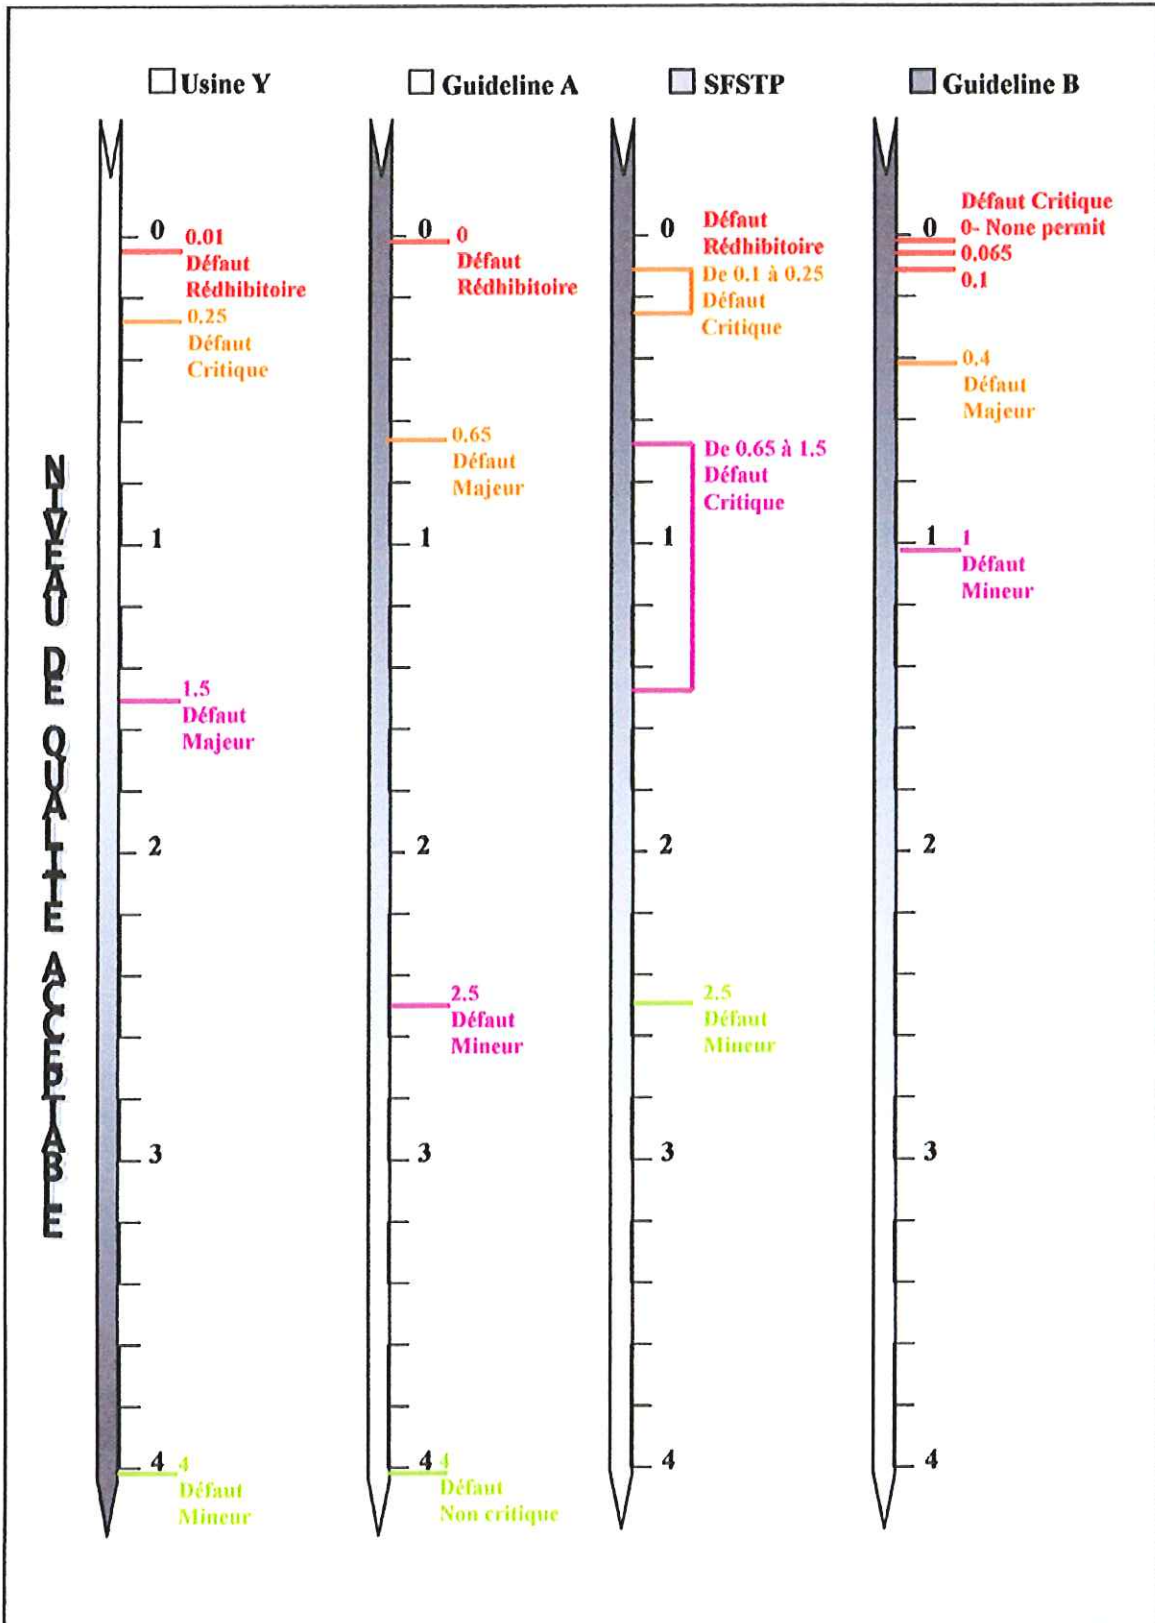 Usine Y
0
0.01
Défaut
Rédhibitoire
0.25
Défaut
Critique
1
1.5
Défaut
Majeur
2
3
4
4
Défaut
Mineur
Guideline A
0
0
Défaut
Rédhibitoire
0.65
Défaut
Majeur
1
2
2.5
Défaut
Mineur
3
4
4
Défaut
Non critique
SFSTP
0
Défaut
Rédhibitoire
De 0.1 à 0.25
Défaut
Critique
De 0.65 à 1.5
Défaut
Critique
1
2
2.5
Défaut
Mineur
3
4
Guideline B
0
Défaut Critique
0- None permit
0,065
0.1
0.4
Défaut
Majeur
1
1
Défaut
Mineur
2
3
4
NIVEAU DE QUALITE ACCEPTABLE